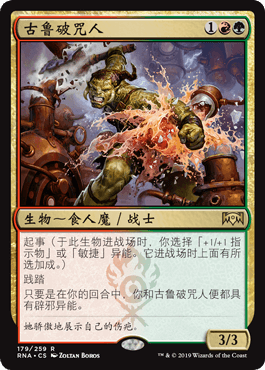 古鲁破咒人
1
生物～食人魔／战士
起事（于此生物进战场时，你选择「+1/+1 指
示物」或「敏捷」异能。它进战场时上面有所
选加成。）
践踏
只要是在你的回合中，你和古鲁破咒人便都具
有辟邪异能。
她骄傲地展示自己的伤疤。
3/3
179/259 R
RNA • CS ZOLTAN BOROS
™ & © 2019 Wizards of the Coast